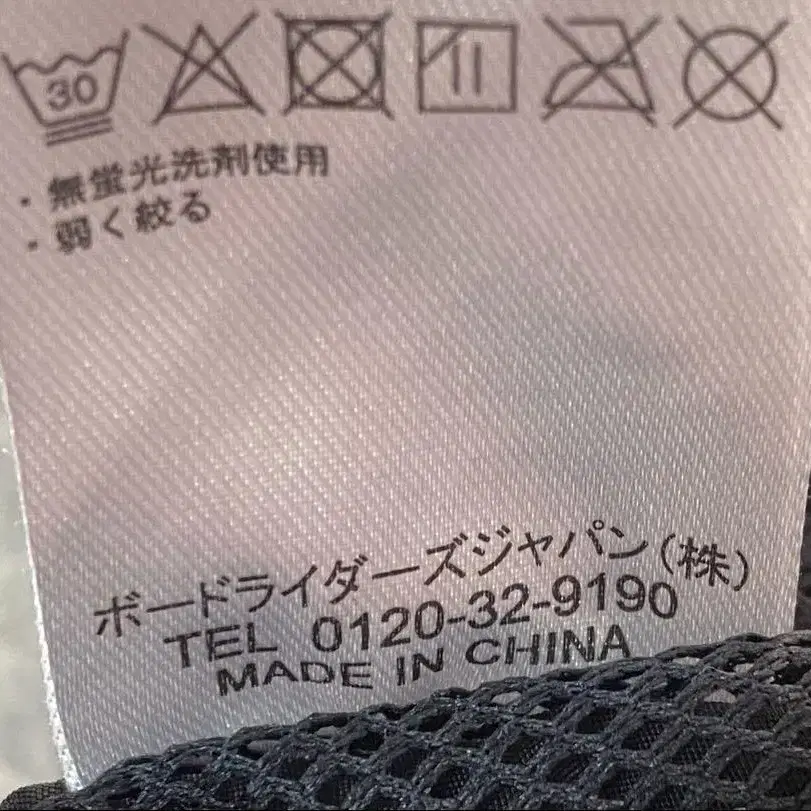 30
・無蛍光洗剤使用
・弱く絞る
ボードライダーズジャパン(株)
TEL 0120-32-9190
MADE IN CHINA